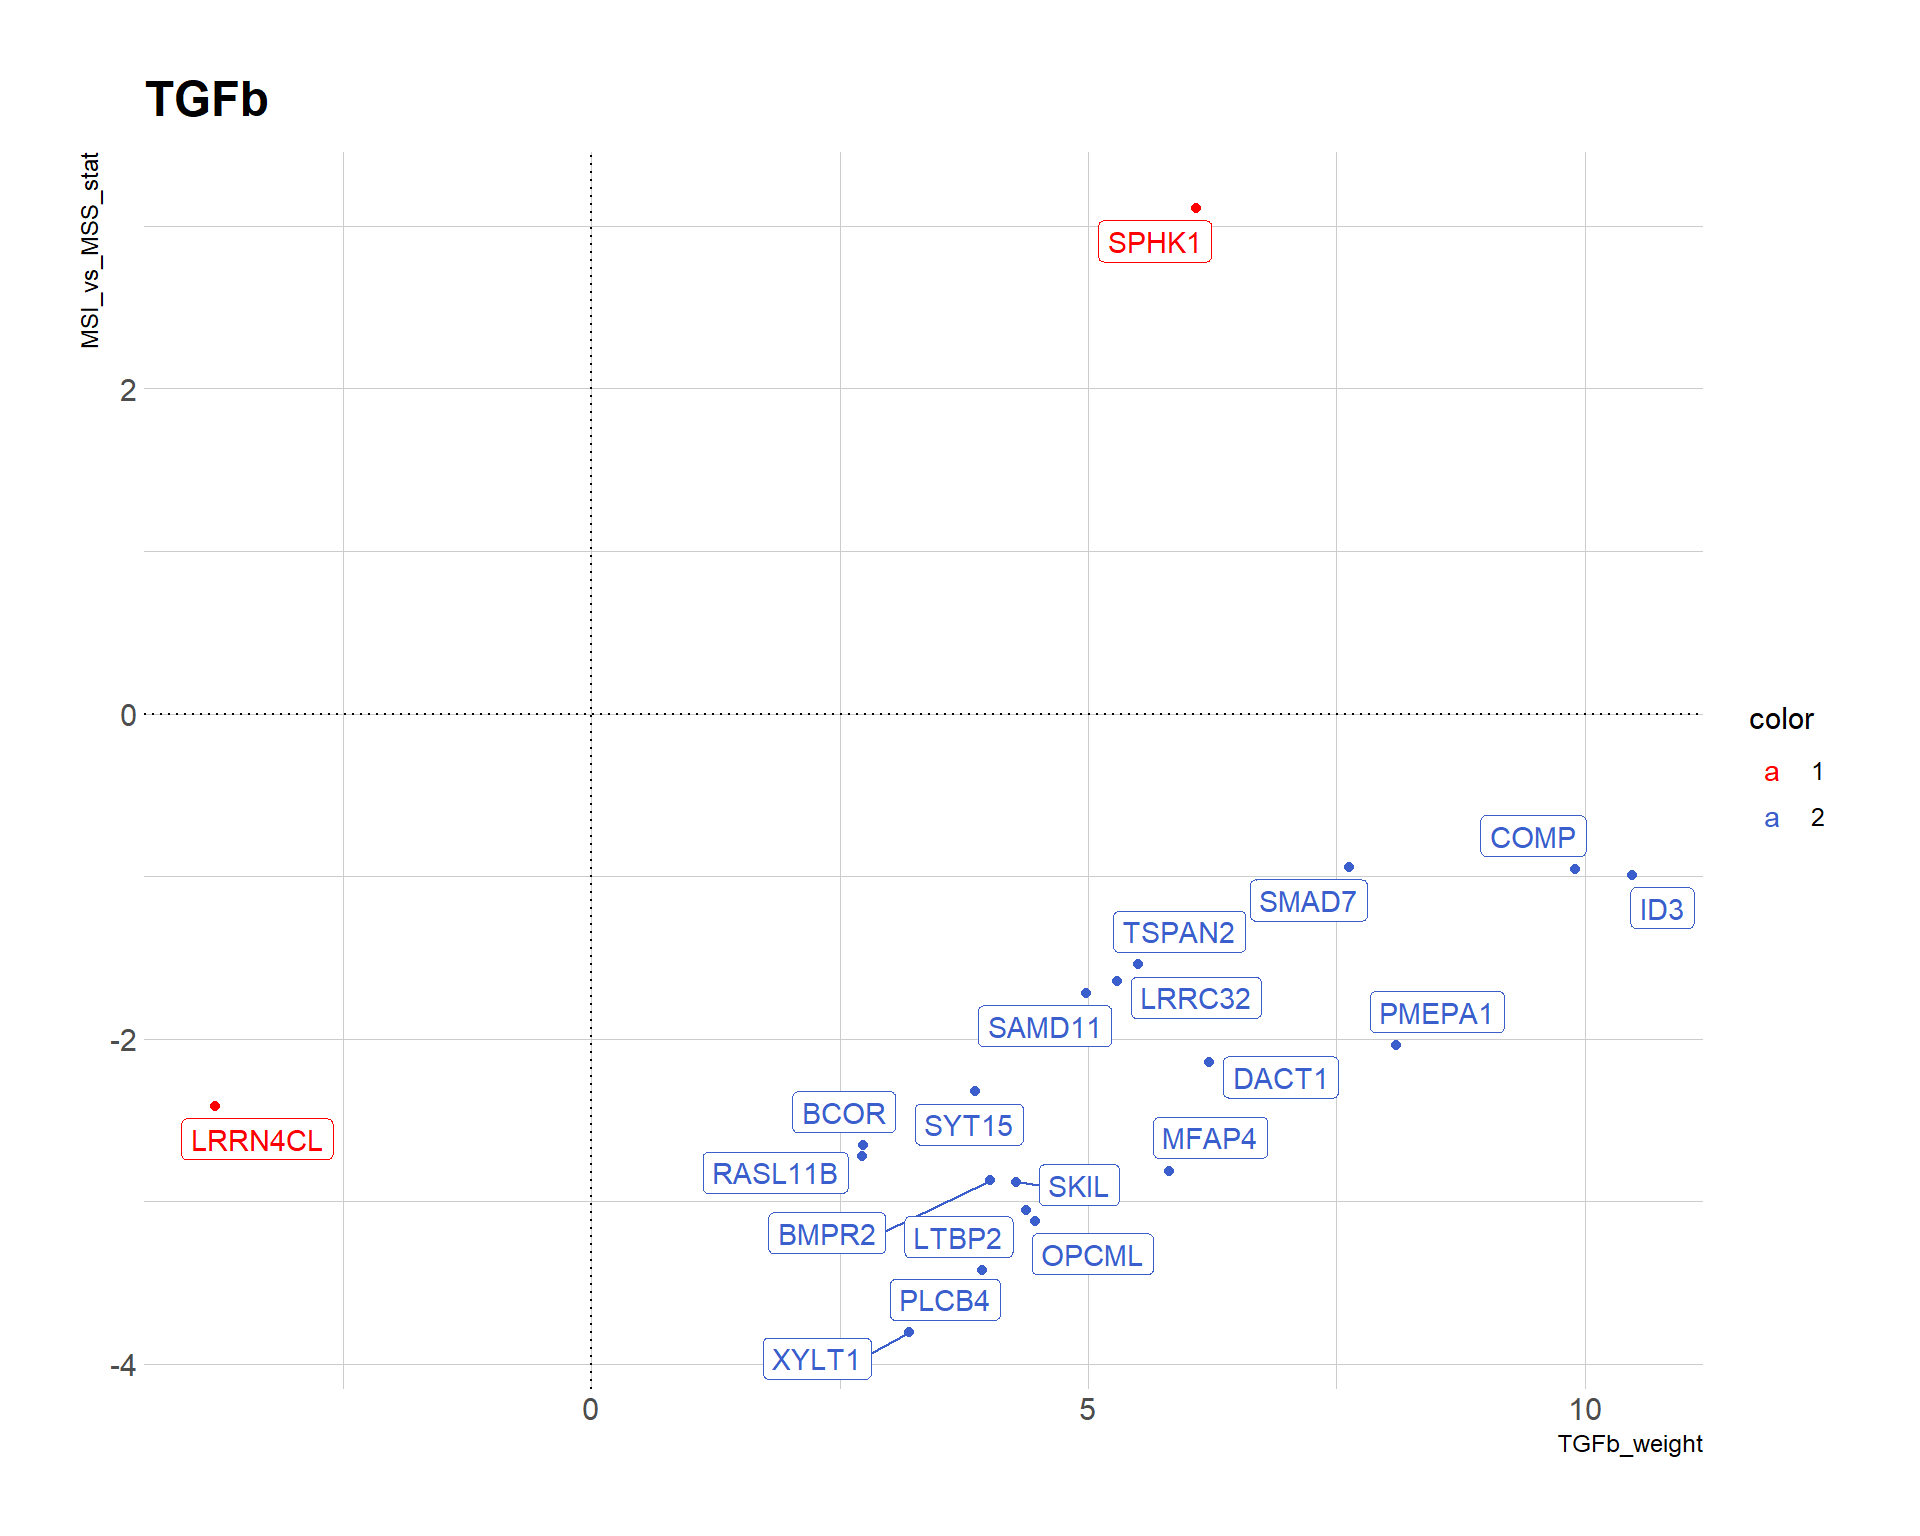 TGFb
MSI_vs_MSS_stat
SPHK1
2
0
color
a 1
a 2
COMP
SMAD7
ID3
TSPAN2
LRRC32
PMEPA1
SAMD11
-2
DACT1
BCOR
SYT15
MFAP4
LRRN4CL
RASL11B
SKIL
BMPR2
LTBP2
OPCML
PLCB4
XYLT1
-4
0 5 10
TGFb_weight